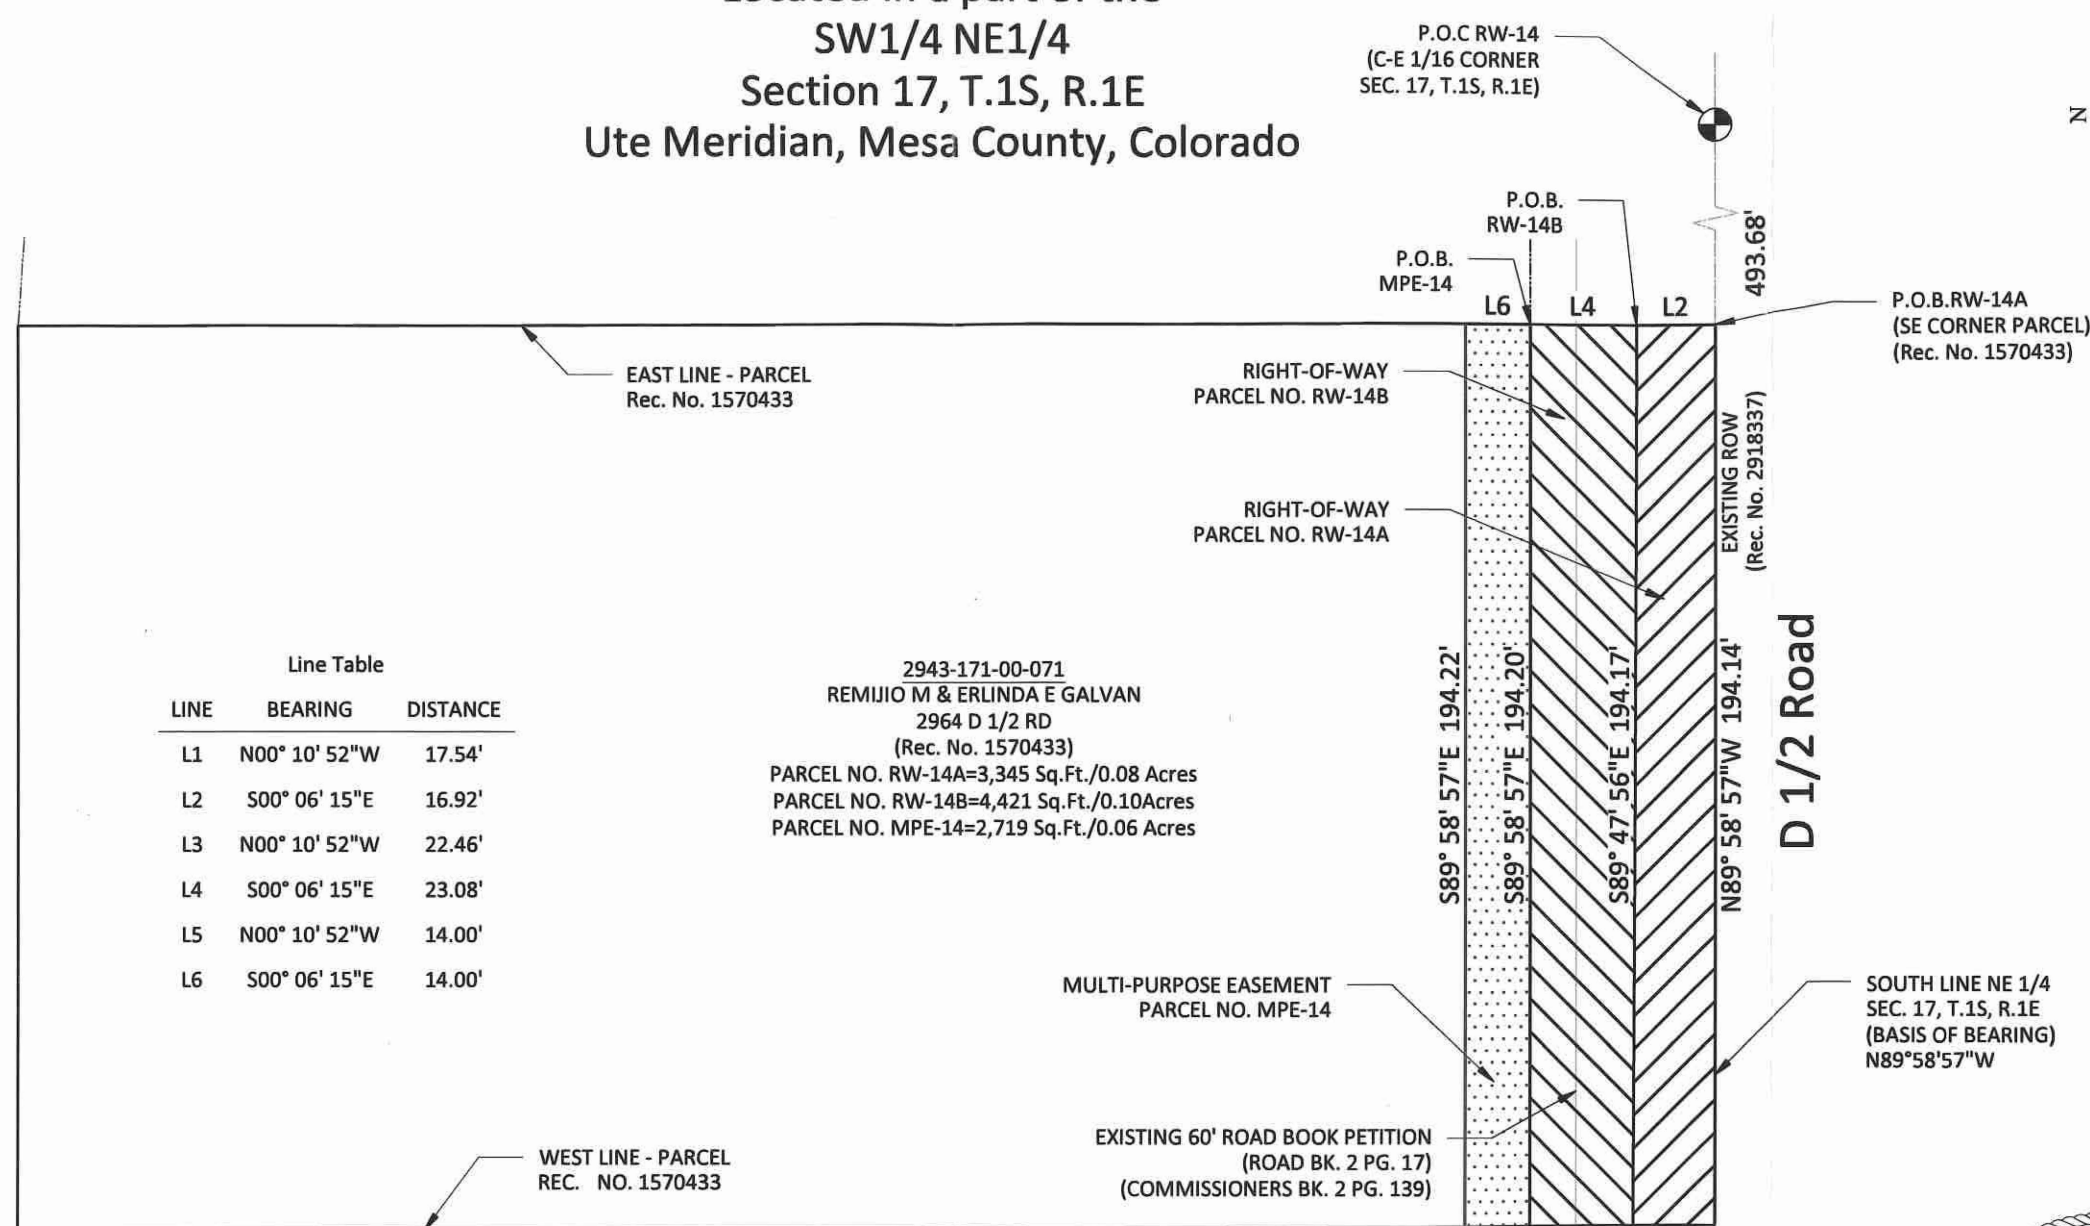 SW1/4 NE1/4
Section 17, T.1S, R.1E
Ute Meridian, Mesa County, Colorado
P.O.C RW-14
(C-E 1/16 CORNER
SEC. 17, T.1S, R.1E)
N
P.O.B.
RW-14B
P.O.B.
MPE-14
L6
L4
L2
493.68'
P.O.B.RW-14A
(SE CORNER PARCEL)
(Rec. No. 1570433)
EAST LINE - PARCEL
Rec. No. 1570433
RIGHT-OF-WAY
PARCEL NO. RW-14B
RIGHT-OF-WAY
PARCEL NO. RW-14A
EXISTING ROW
(Rec. No. 2918337)
Line Table
LINE BEARING DISTANCE
L1 N00° 10' 52"W 17.54'
L2 S00° 06' 15"E 16.92'
L3 N00° 10' 52"W 22.46'
L4 S00° 06' 15"E 23.08'
L5 N00° 10' 52"W 14.00'
L6 S00° 06' 15"E 14.00'
2943-171-00-071
REMIJIO M & ERLINDA E GALVAN
2964 D 1/2 RD
(Rec. No. 1570433)
PARCEL NO. RW-14A=3,345 Sq.Ft./0.08 Acres
PARCEL NO. RW-14B=4,421 Sq.Ft./0.10Acres
PARCEL NO. MPE-14=2,719 Sq.Ft./0.06 Acres
S89° 58' 57"E 194.22'
S89° 58' 57"E 194.20'
S89° 47' 56"E 194.17'
N89° 58' 57"W 194.14'
D 1/2 Road
MULTI-PURPOSE EASEMENT
PARCEL NO. MPE-14
SOUTH LINE NE 1/4
SEC. 17, T.1S, R.1E
(BASIS OF BEARING)
N89°58'57"W
EXISTING 60' ROAD BOOK PETITION
(ROAD BK. 2 PG. 17)
(COMMISSIONERS BK. 2 PG. 139)
WEST LINE - PARCEL
REC. NO. 1570433